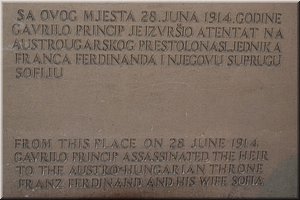 SA OVOG MJESTA 28. JUNA 1914. GODINE
GAVRILO PRINCIP JE IZVRŠIO ATENTAT NA
AUSTROUGARSKOG PRESTOLONASLJEDNIKA
FRANCA FERDINANDA I NJEGOVU SUPRUGU
SOFIJU
FROM THIS PLACE ON 28 JUNE 1914
GAVRILO PRINCIP ASSASSINATED THE HEIR
TO THE AUSTRO-HUNGARIAN THRONE
FRANZ FERDINAND AND HIS WIFE SOFIA